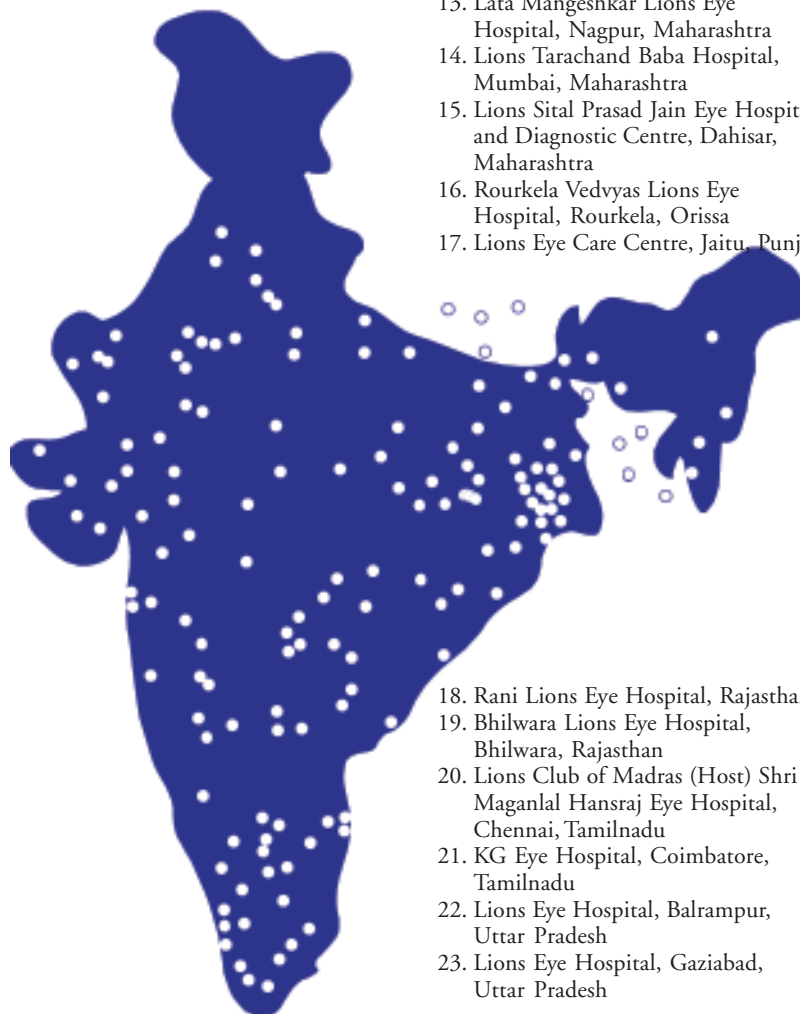 13. Lata Mangeshkar Lions Eye
Hospital, Nagpur, Maharashtra
14. Lions Tarachand Baba Hospital,
Mumbai, Maharashtra
15. Lions Sital Prasad Jain Eye Hospit
and Diagnostic Centre, Dahisar,
Maharashtra
16. Rourkela Vedvyas Lions Eye
Hospital, Rourkela, Orissa
17. Lions Eye Care Centre, Jaitu, Punj
18. Rani Lions Eye Hospital, Rajastha
19. Bhilwara Lions Eye Hospital,
Bhilwara, Rajasthan
20. Lions Club of Madras (Host) Shri
Maganlal Hansraj Eye Hospital,
Chennai, Tamilnadu
21. KG Eye Hospital, Coimbatore,
Tamilnadu
22. Lions Eye Hospital, Balrampur,
Uttar Pradesh
23. Lions Eye Hospital, Gaziabad,
Uttar Pradesh